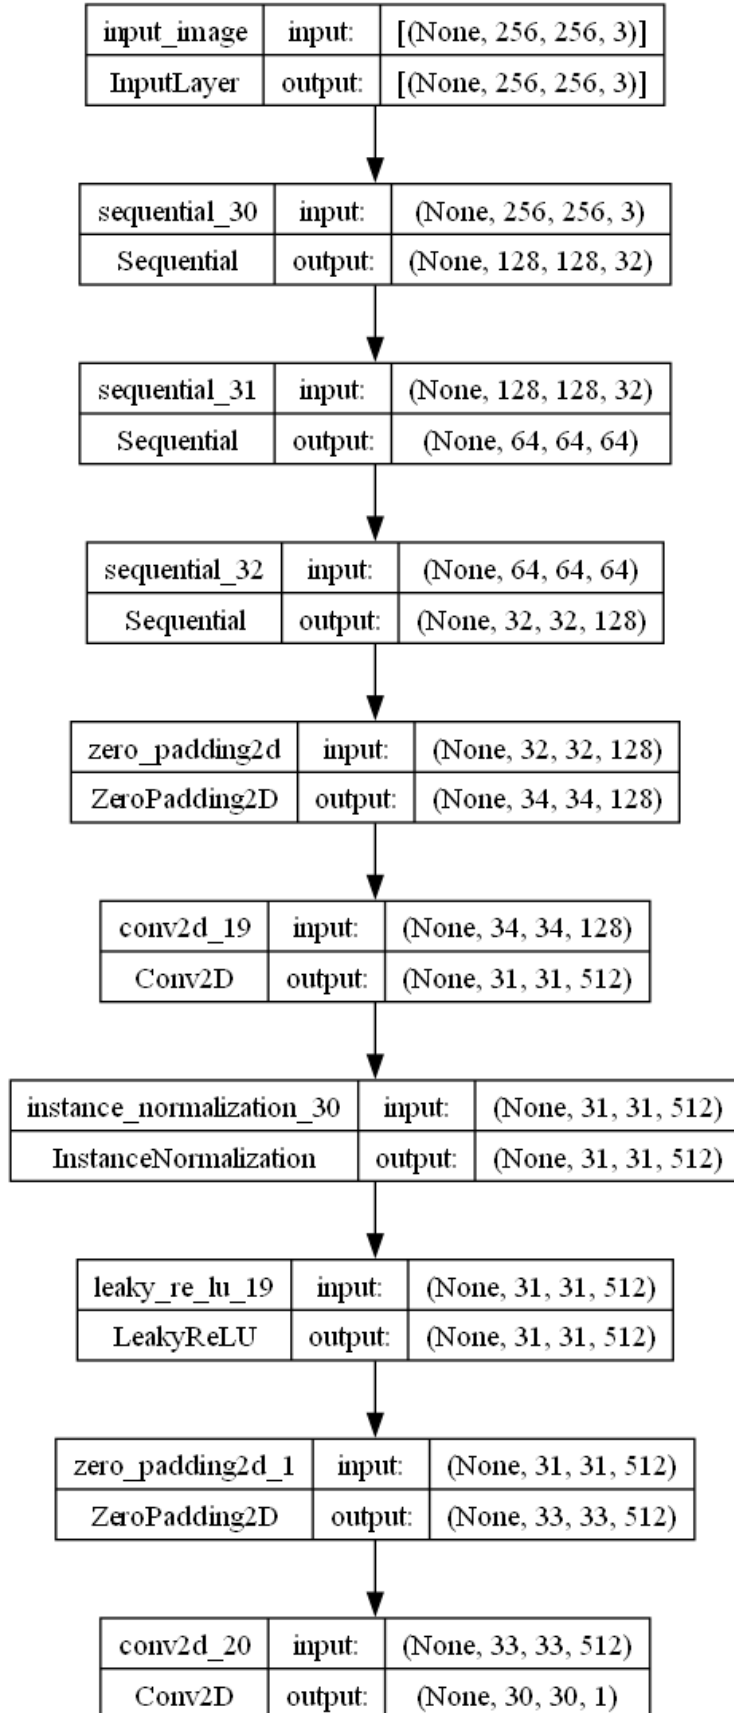 input_image input: [(None, 256, 256, 3)]
InputLayer output: [(None, 256, 256, 3)]
sequential_30 input: (None, 256, 256, 3)
Sequential output: (None, 128, 128, 32)
sequential_31 input: (None, 128, 128, 32)
Sequential output: (None, 64, 64, 64)
sequential_32 input: (None, 64, 64, 64)
Sequential output: (None, 32, 32, 128)
zero_padding2d input: (None, 32, 32, 128)
ZeroPadding2D output: (None, 34, 34, 128)
conv2d_19 input: (None, 34, 34, 128)
Conv2D output: (None, 31, 31, 512)
instance_normalization_30 input: (None, 31, 31, 512)
InstanceNormalization output: (None, 31, 31, 512)
leaky_re_lu_19 input: (None, 31, 31, 512)
LeakyReLU output: (None, 31, 31, 512)
zero_padding2d_1 input: (None, 31, 31, 512)
ZeroPadding2D output: (None, 33, 33, 512)
conv2d_20 input: (None, 33, 33, 512)
Conv2D output: (None, 30, 30, 1)